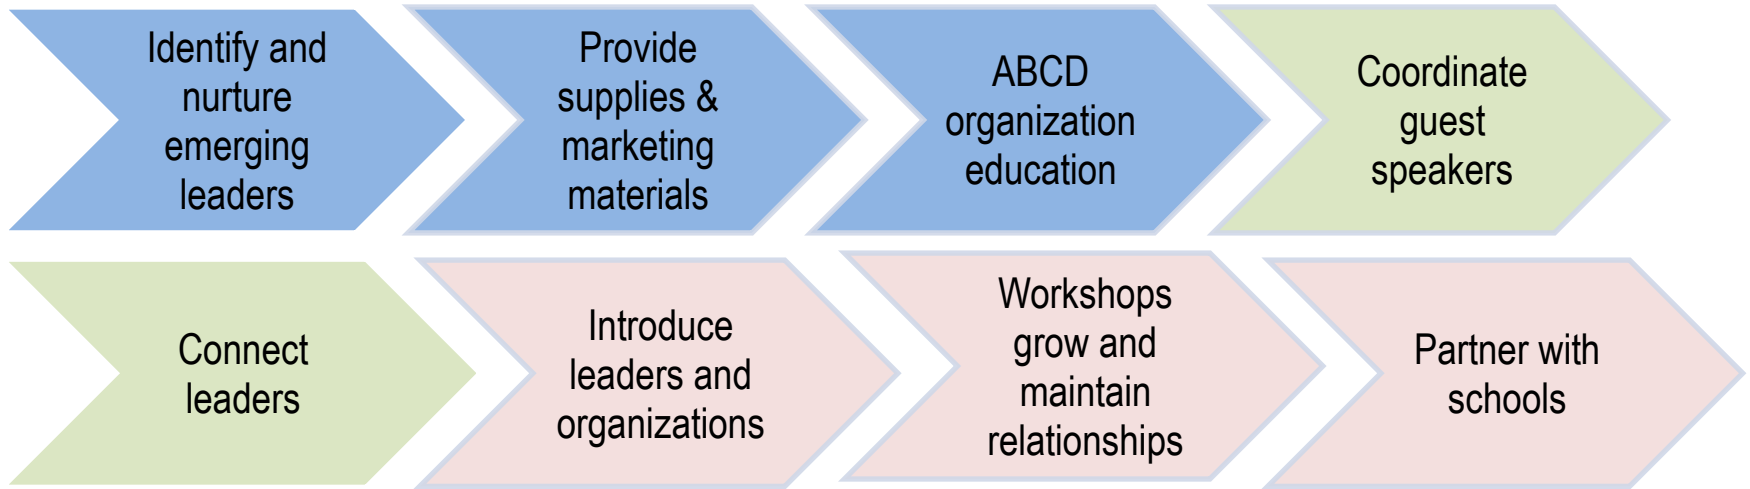 Identify and
nurture
emerging
leaders
Provide
supplies &
marketing
materials
ABCD
organization
education
Coordinate
guest
speakers
Connect
leaders
Introduce
leaders and
organizations
Workshops
grow and
maintain
relationships
Partner with
schools